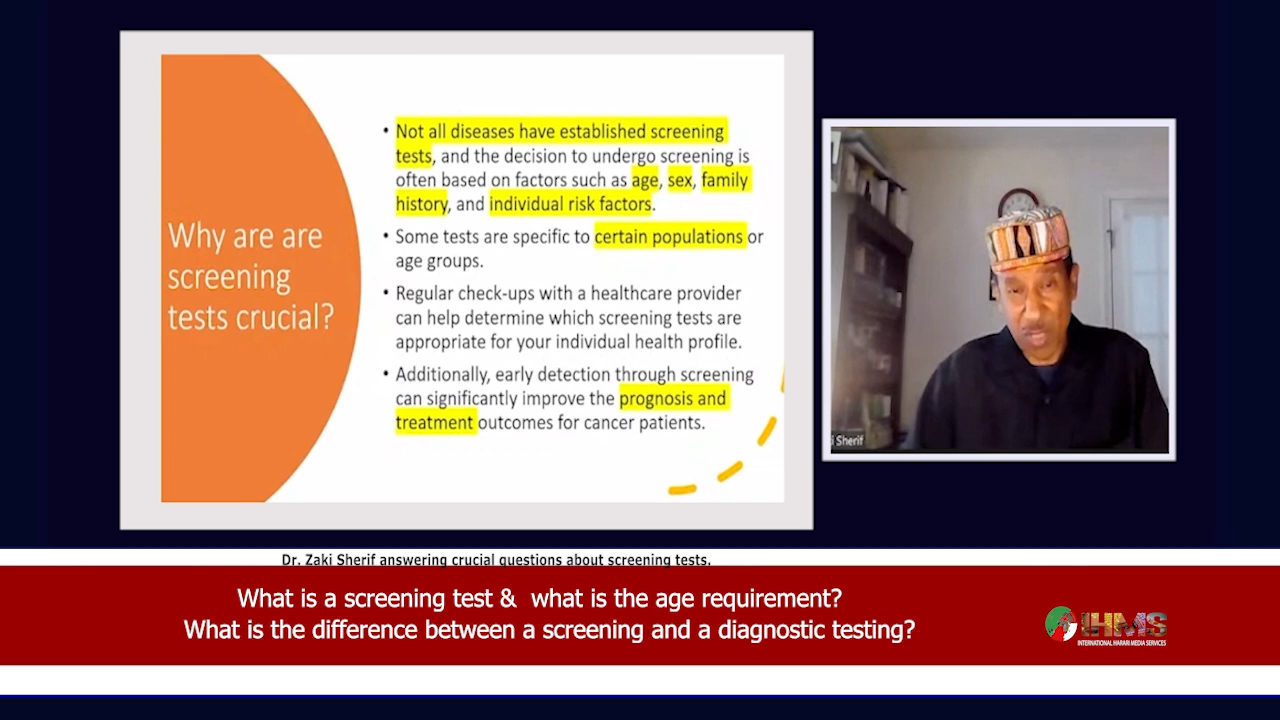 Why are are
screening
tests crucial?
• Not all diseases have established screening
tests, and the decision to undergo screening is
often based on factors such as age, sex, family
history, and individual risk factors.
• Some tests are specific to certain populations or
age groups.
• Regular check-ups with a healthcare provider
can help determine which screening tests are
appropriate for your individual health profile.
• Additionally, early detection through screening
can significantly improve the prognosis and
treatment outcomes for cancer patients.
i Sherif
Dr. Zaki Sherif answering crucial questions about screening tests.
What is a screening test & what is the age requirement?
What is the difference between a screening and a diagnostic testing?
IHMS
INTERNATIONAL HARARI MEDIA SERVICES